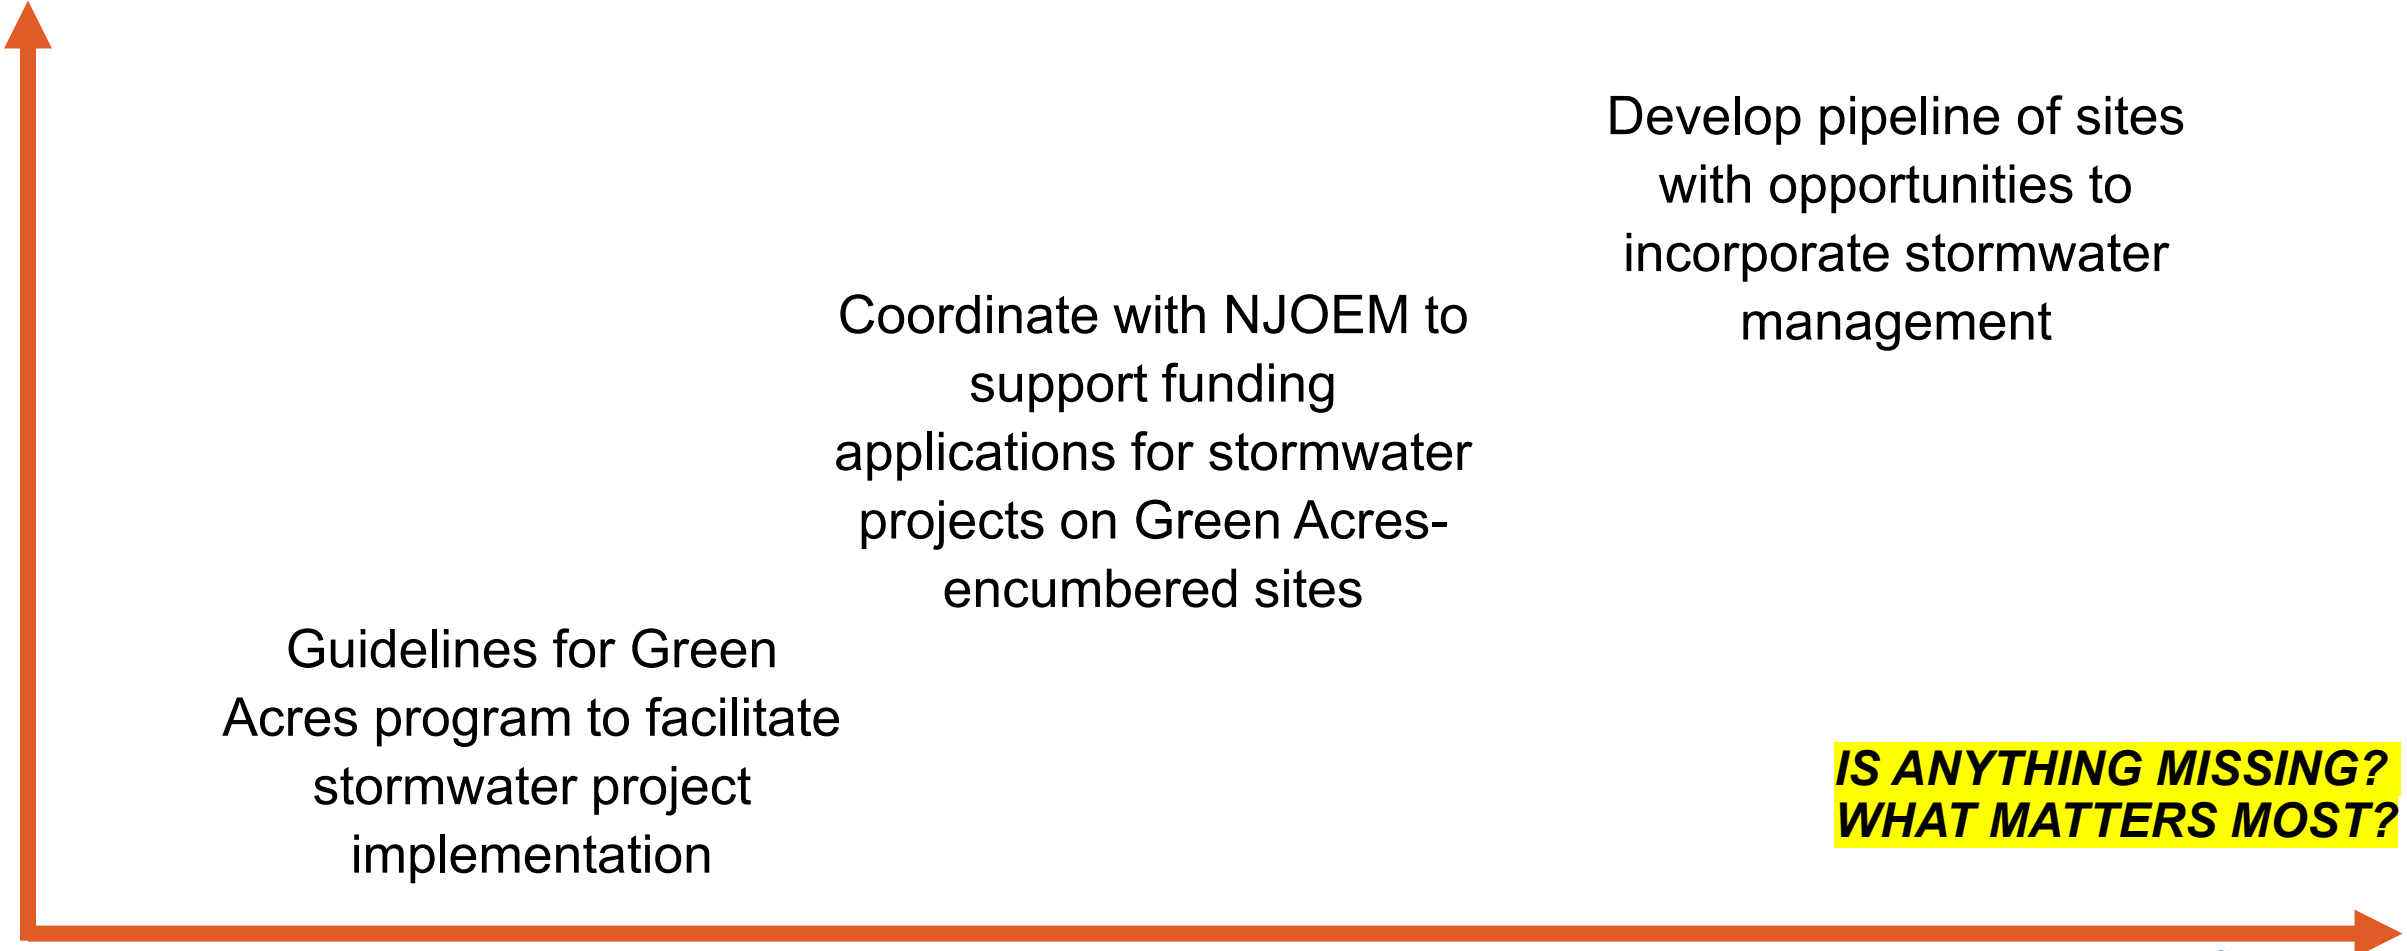 Develop pipeline of sites
with opportunities to
incorporate stormwater
management
Coordinate with NJOEM to
support funding
applications for stormwater
projects on Green Acres-
encumbered sites
Guidelines for Green
Acres program to facilitate
stormwater project
implementation
IS ANYTHING MISSING?
WHAT MATTERS MOST?